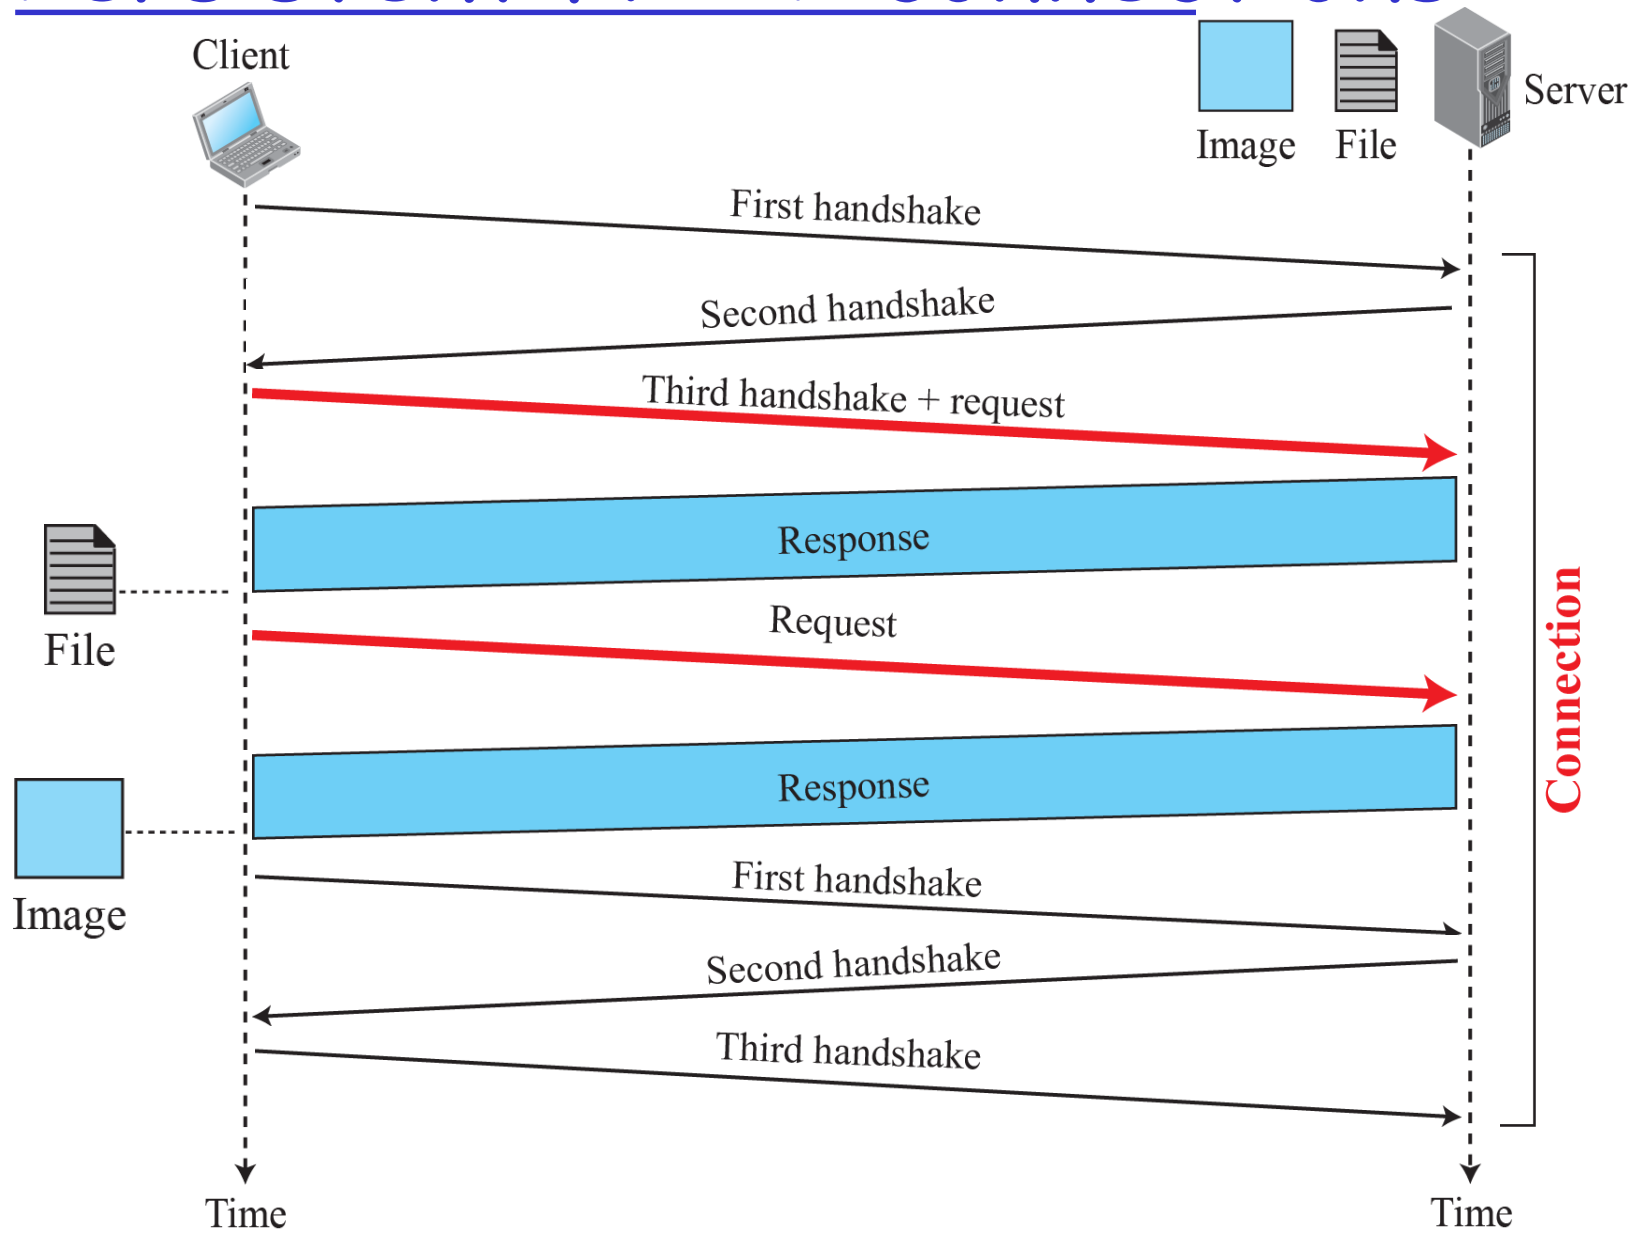 Client
Server
Image
File
First handshake
Second handshake
Third handshake + request
Response
File
Request
Connection
Response
Image
First handshake
Second handshake
Third handshake
Time
Time